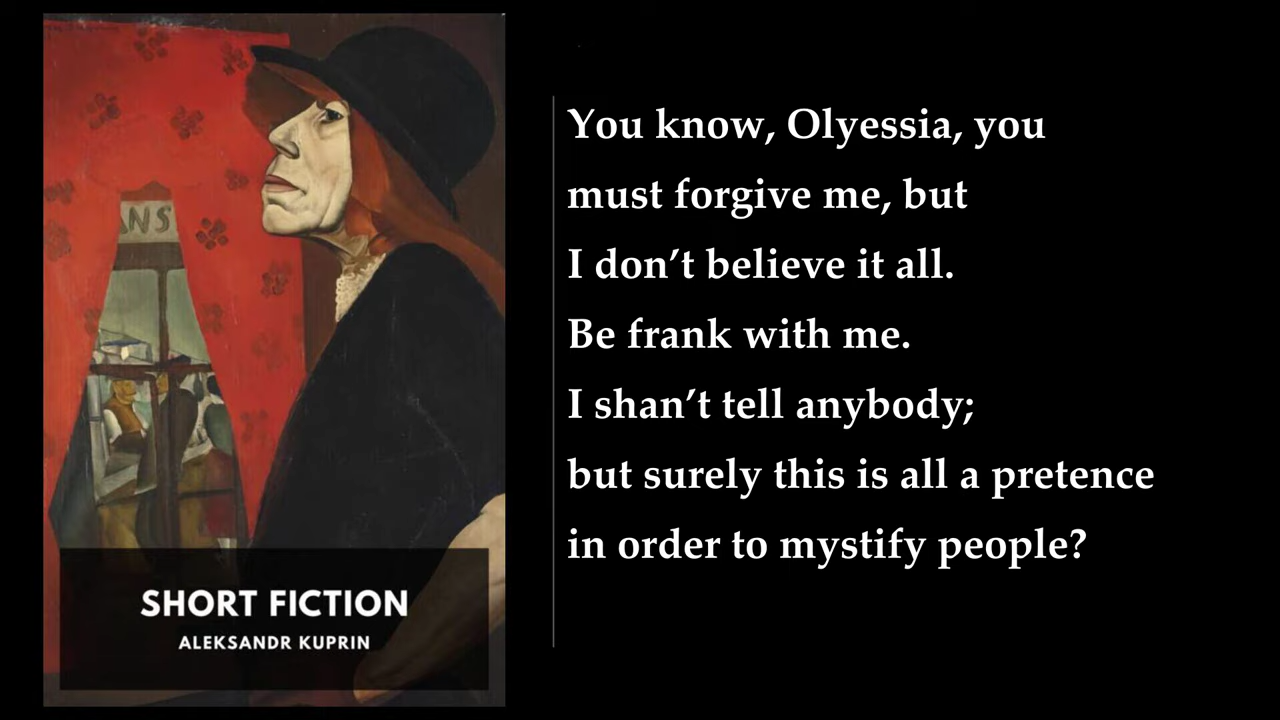 ANS
SHORT FICTION
ALEKSANDR KUPRIN
You know, Olyessia, you
must forgive me, but
I don’t believe it all.
Be frank with me.
I shan’t tell anybody;
but surely this is all a pretence
in order to mystify people?